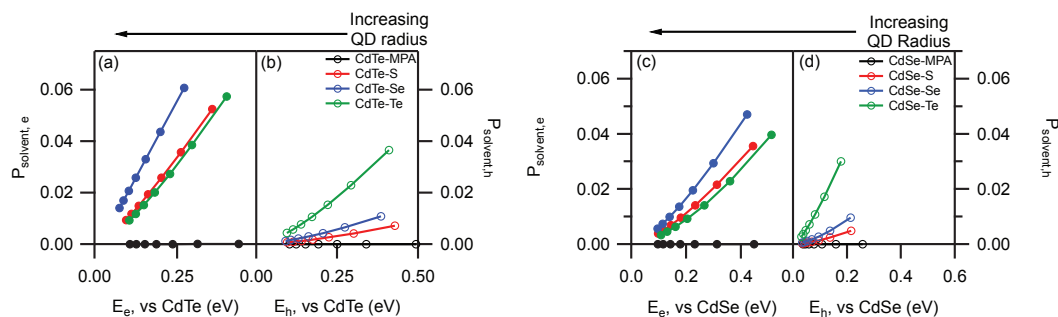 Increasing
QD radius
(a)
(b)
CdTe-MPA
CdTe-S
CdTe-Se
CdTe-Te
0.06
0.04
0.02
0.00
P_solvent,e
0.06
0.04
0.02
0.00
P_solvent,h
0.00
0.25
0.00
0.25
0.50
E_e, vs CdTe (eV)
E_h, vs CdTe (eV)
Increasing
QD Radius
(c)
(d)
CdSe-MPA
CdSe-S
CdSe-Se
CdSe-Te
0.06
0.04
0.02
0.00
P_solvent,e
0.06
0.04
0.02
0.00
P_solvent,h
0.0
0.2
0.4
0.0
0.2
0.4
0.6
E_e, vs CdSe (eV)
E_h, vs CdSe (eV)